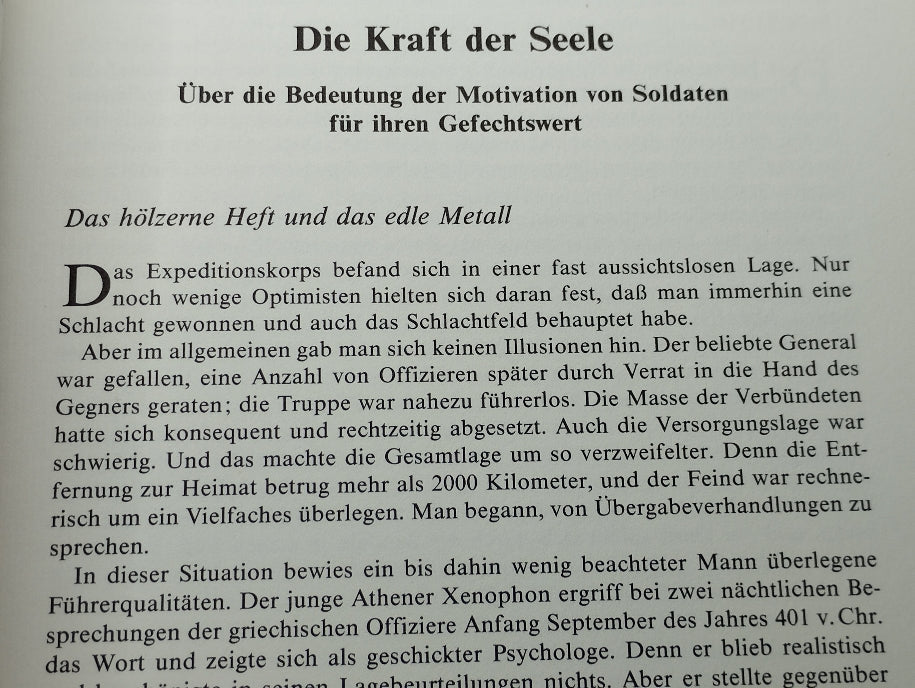 Die Kraft der Seele
Über die Bedeutung der Motivation von Soldaten
für ihren Gefechtswert
Das hölzerne Heft und das edle Metall
Das Expeditionskorps befand sich in einer fast aussichtslosen Lage. Nur
noch wenige Optimisten hielten sich daran fest, daß man immerhin eine
Schlacht gewonnen und auch das Schlachtfeld behauptet habe.
Aber im allgemeinen gab man sich keinen Illusionen hin. Der beliebte General
war gefallen, eine Anzahl von Offizieren später durch Verrat in die Hand des
Gegners geraten; die Truppe war nahezu führerlos. Die Masse der Verbündeten
hatte sich konsequent und rechtzeitig abgesetzt. Auch die Versorgungslage war
schwierig. Und das machte die Gesamtlage um so verzweifelter. Denn die Ent-
fernung zur Heimat betrug mehr als 2000 Kilometer, und der Feind war rechne-
risch um ein Vielfaches überlegen. Man begann, von Übergabeverhandlungen zu
sprechen.
In dieser Situation bewies ein bis dahin wenig beachteter Mann überlegene
Führerqualitäten. Der junge Athener Xenophon ergriff bei zwei nächtlichen Be-
sprechungen der griechischen Offiziere Anfang September des Jahres 401 v. Chr.
das Wort und zeigte sich als geschickter Psychologe. Denn er blieb realistisch
in seinen Lagebeurteilungen nichts. Aber er stellte gegenüber